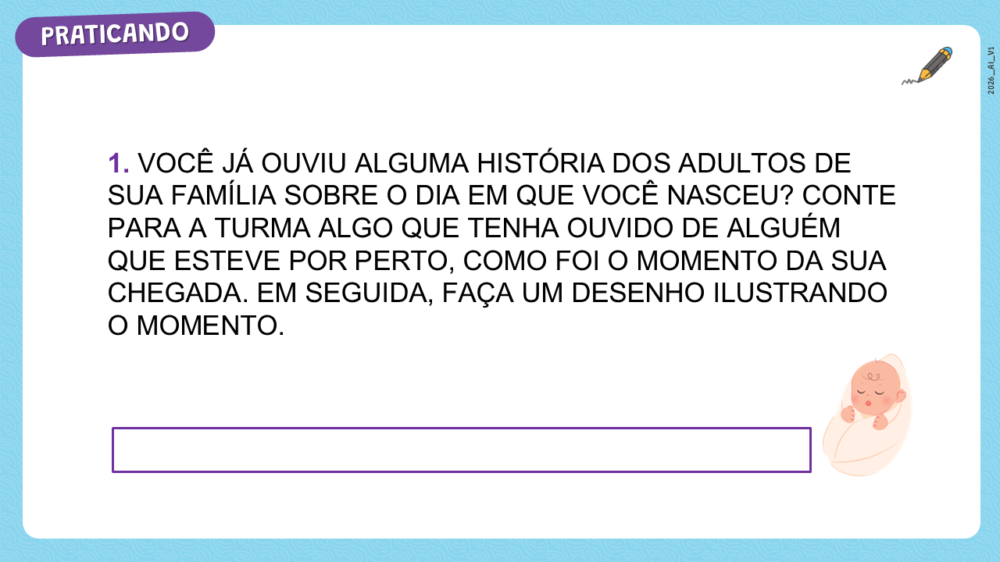 PRATICANDO
2026_AI_V1
1. VOCÊ JÁ OUVIU ALGUMA HISTÓRIA DOS ADULTOS DE
SUA FAMÍLIA SOBRE O DIA EM QUE VOCÊ NASCEU? CONTE
PARA A TURMA ALGO QUE TENHA OUVIDO DE ALGUÉM
QUE ESTEVE POR PERTO, COMO FOI O MOMENTO DA SUA
CHEGADA. EM SEGUIDA, FAÇA UM DESENHO ILUSTRANDO
O MOMENTO.